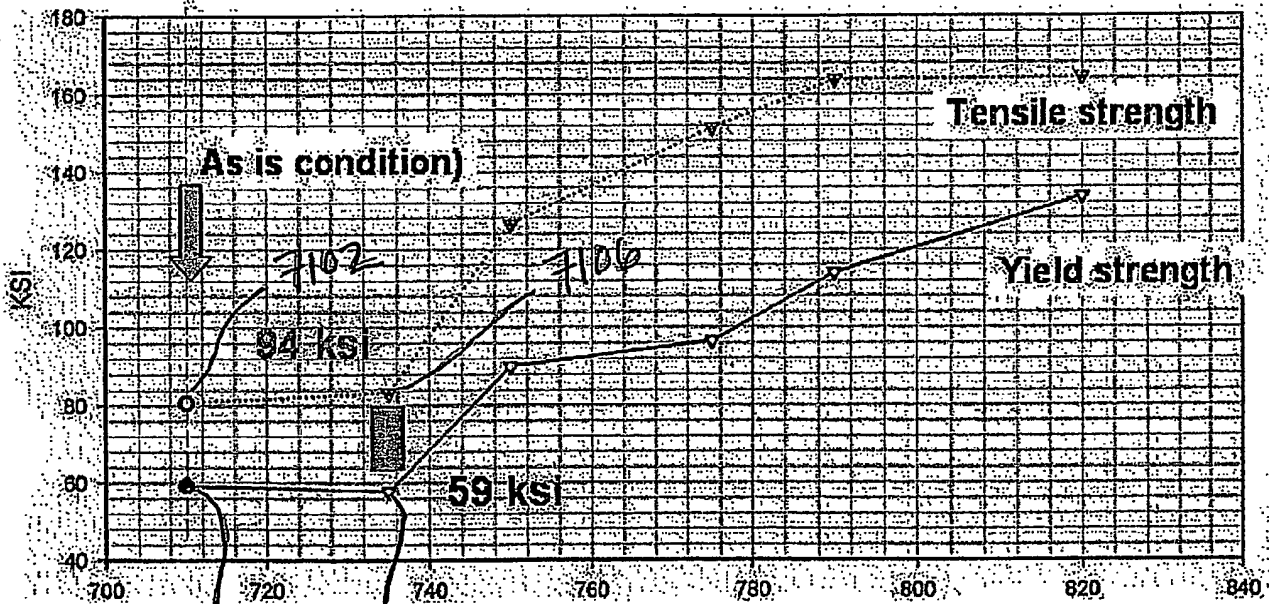 180
160
140
120
100
80
60
40
KSI
As is condition)
Tensile strength
7102
7106
Yield strength
94 ksi
59 ksi
700 720 740 760 780 800 820 840